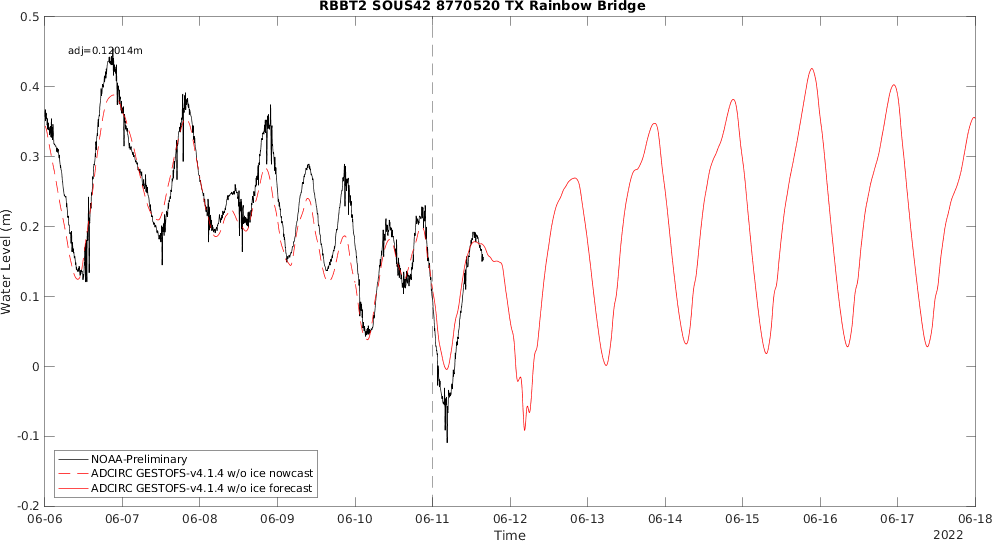 RBBT2 SOUS42 8770520 TX Rainbow Bridge
adj=0.12014m
Water Level (m)
0.5
0.4
0.3
0.2
0.1
0
-0.1
-0.2
NOAA-Preliminary
ADCIRC GESTOFS-v4.1.4 w/o ice nowcast
ADCIRC GESTOFS-v4.1.4 w/o ice forecast
06-06 06-07 06-08 06-09 06-10 06-11 06-12 06-13 06-14 06-15 06-16 06-17 06-18
Time
2022